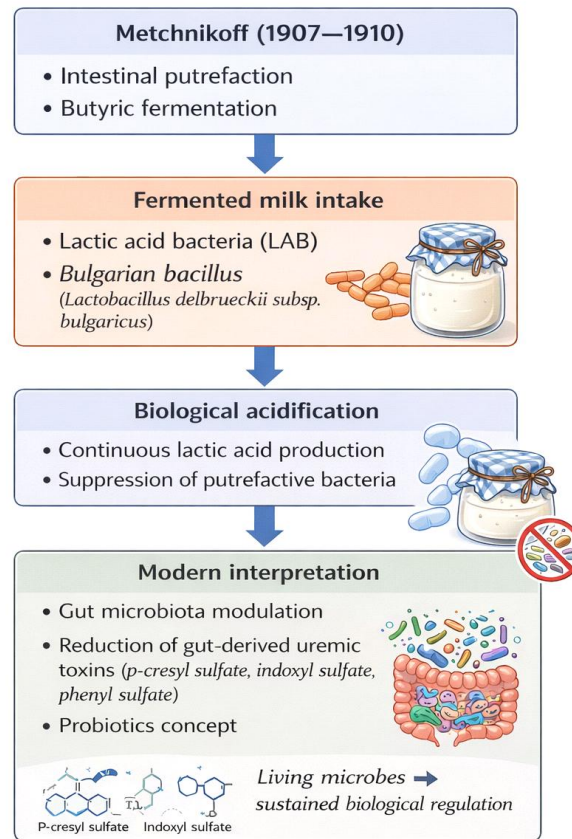 Metchnikoff (1907—1910)
• Intestinal putrefaction
• Butyric fermentation
Fermented milk intake
• Lactic acid bacteria (LAB)
• Bulgarian bacillus
(Lactobacillus delbrueckii subsp.
bulgaricus)
Biological acidification
• Continuous lactic acid production
• Suppression of putrefactive bacteria
Modern interpretation
• Gut microbiota modulation
• Reduction of gut-derived uremic
toxins (p-cresyl sulfate, indoxyl sulfate,
phenyl sulfate)
• Probiotics concept
Living microbes →
sustained biological regulation
P-cresyl sulfate Indoxyl sulfate